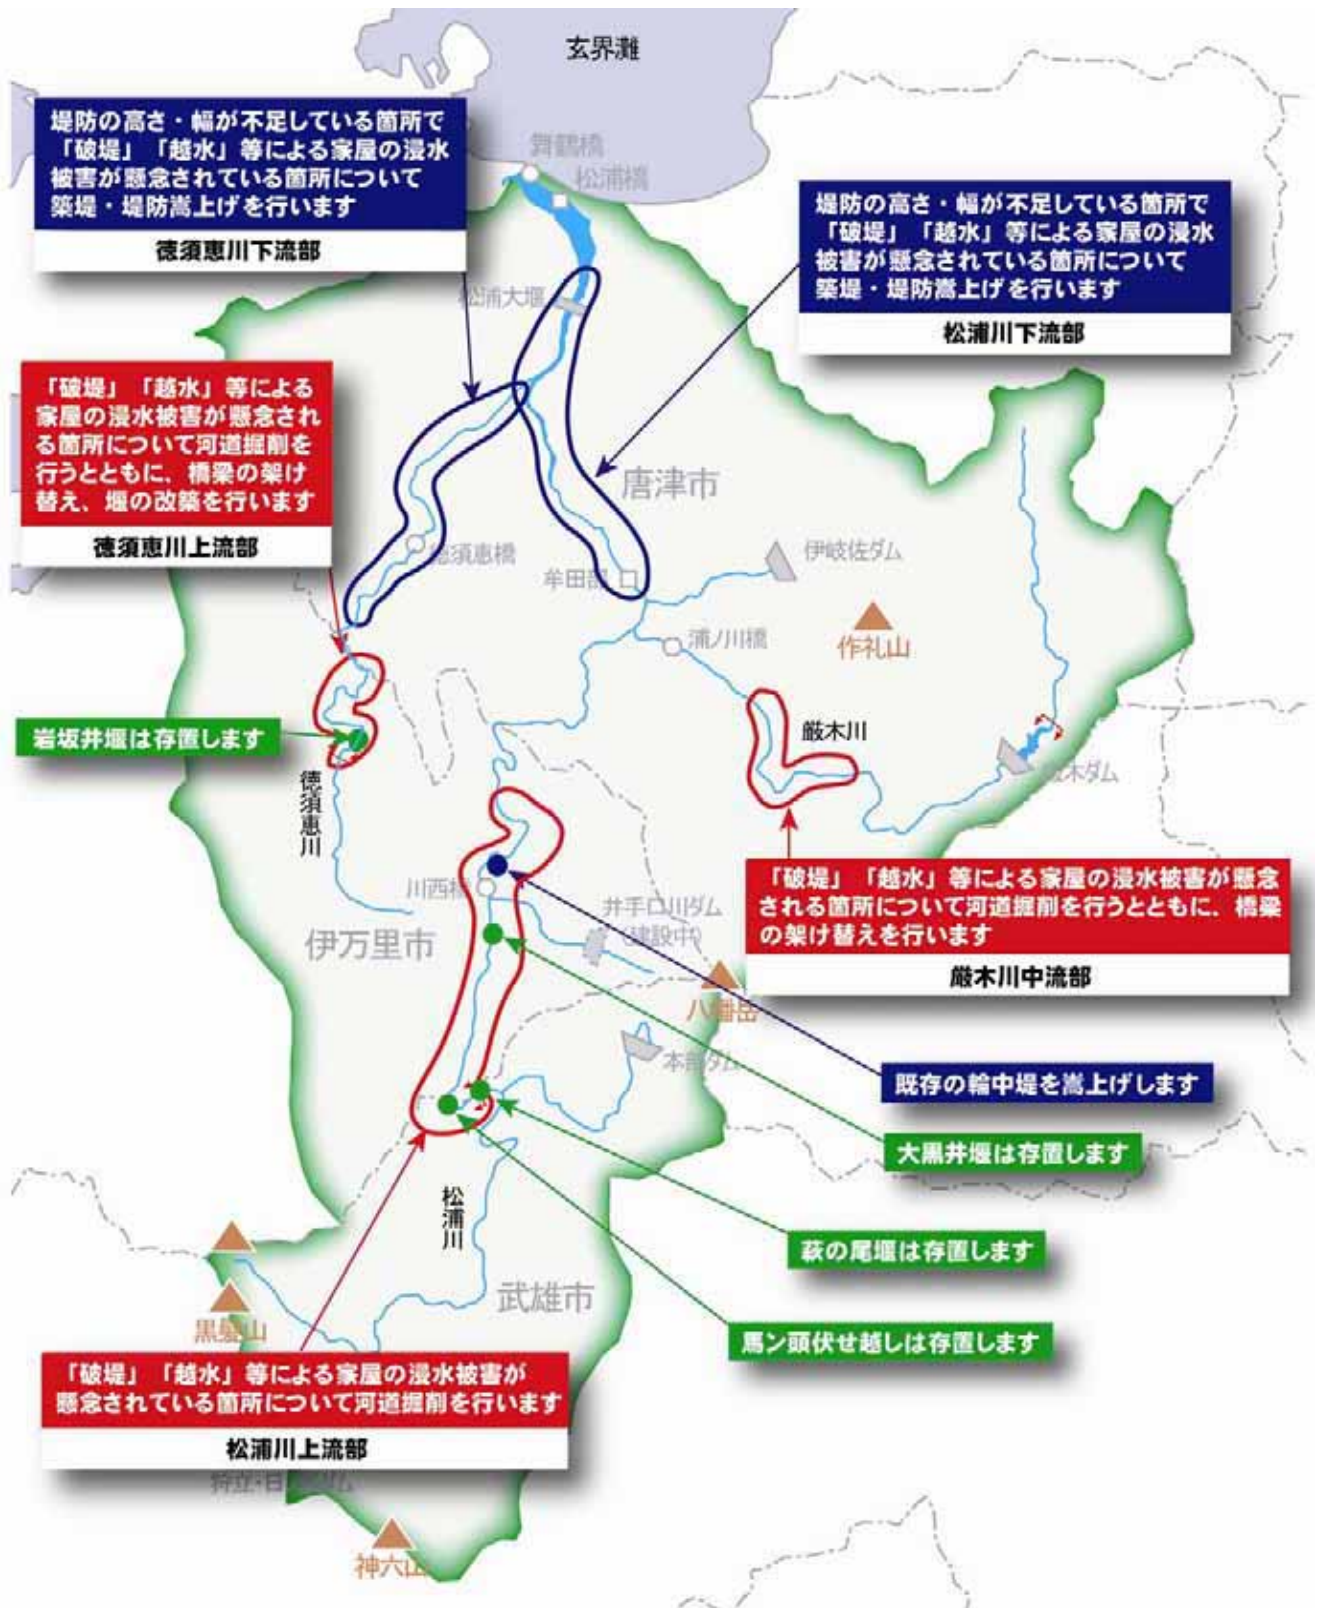 玄界灘
堤防の高さ・幅が不足している箇所で
「破堤」「越水」等による家屋の浸水
被害が懸念されている箇所について
築堤・堤防嵩上げを行います
徳須恵川下流部
舞鶴橋
松浦橋
堤防の高さ・幅が不足している箇所で
「破堤」「越水」等による家屋の浸水
被害が懸念されている箇所について
築堤・堤防嵩上げを行います
松浦川下流部
松浦大堰
「破堤」「越水」等による
家屋の浸水被害が懸念され
る箇所について河道掘削を
行うとともに、橋梁の架け
替え、堰の改築を行います
徳須恵川上流部
唐津市
徳須恵橋
牟田部
伊岐佐ダム
浦ノ川橋
作礼山
岩坂井堰は存置します
厳木川
厳木ダム
徳須恵川
川西橋
井手口川ダム
(建設中)
伊万里市
「破堤」「越水」等による家屋の浸水被害が懸念
される箇所について河道掘削を行うとともに、橋梁
の架け替えを行います
厳木川中流部
八幡岳
本部ダム
既存の輪中堤を嵩上げします
大黒井堰は存置します
松浦川
萩の尾堰は存置します
武雄市
馬ン頭伏せ越しは存置します
黒髪山
「破堤」「越水」等による家屋の浸水被害が
懸念されている箇所について河道掘削を行います
松浦川上流部
狩立・日
ム
神六山